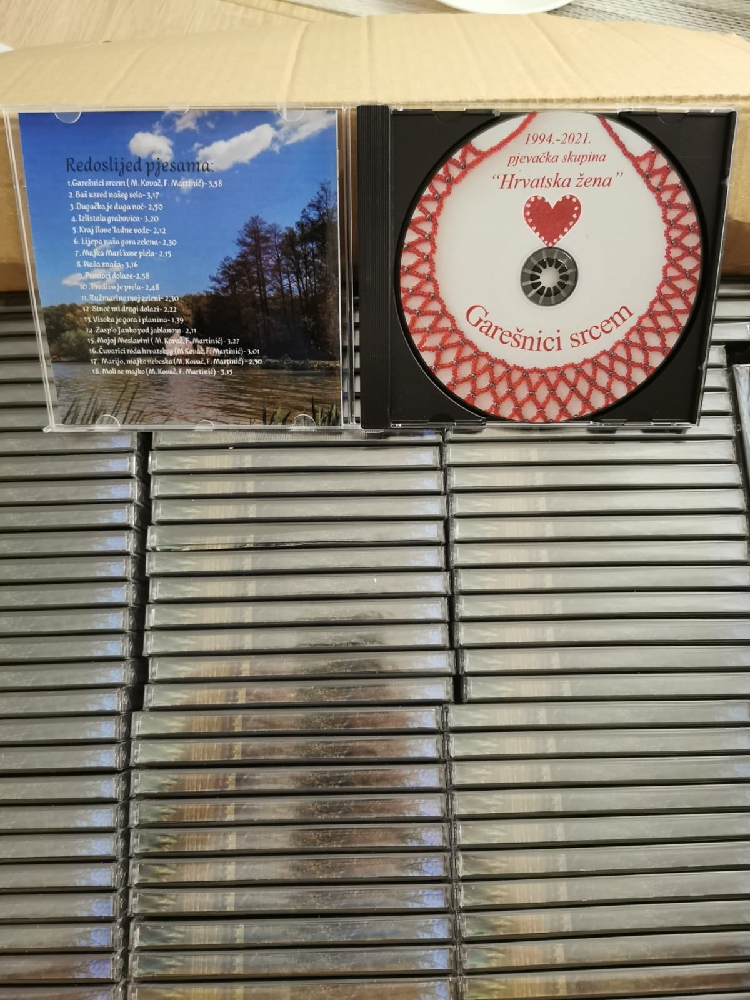 Redoslijed pjesama:
1.Garešnici srcem ( M. Kovač, F. Martinić)- 3,58
2. Baš usred našeg sela- 3,17
3.Dugačka je duga noć- 2,50
4. Izlistala grabovica- 3,20
5. Kraj Ilove 'ladne vode- 2,12
6. Lijepa naša gora zelena- 2,30
7. Majka Mari kose plela- 2,15
8. Naša snaša- 3,16
9. Prosioci dolaze-2,58
10 .Predivo je prela- 2,48
11. Ružmarine moj zeleni- 2,30
12. Sinoć mi dragi dolazi- 2,22
13. Visoka je gora i planina- 1,39
14. Zasp'o Janko pod jablanom- 2,11
15. Mojoj Moslavini ( M. Kovač, F. Martinić)- 3,27
16. Čuvarici roda hrvatskog (M Kovač, F. Martinić)- 3,01
17. Marijo, majko nebeska (M. Kovač, F. Martinić) - 2,30
18. Moli se majko (M. Kovač, F. Martinić) - 5,15
1994.-2021.
pjevačka skupina
“Hrvatska žena”
Garešnici srcem